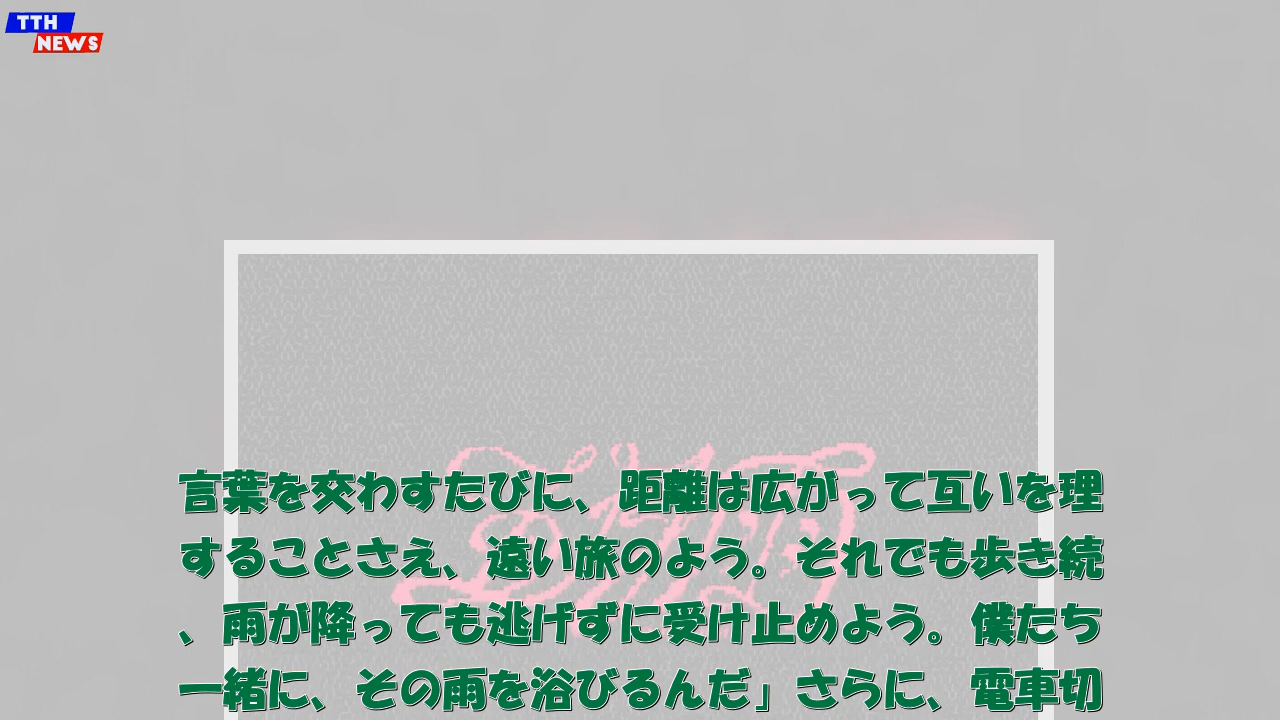 TTH
NEWS
言葉を交わすたびに、距離は広がって互いを理
することさえ、遠い旅のよう。それでも歩き続
、雨が降っても逃げずに受け止めよう。僕たち
一緒に、その雨を浴びるんだ」さらに、電車切